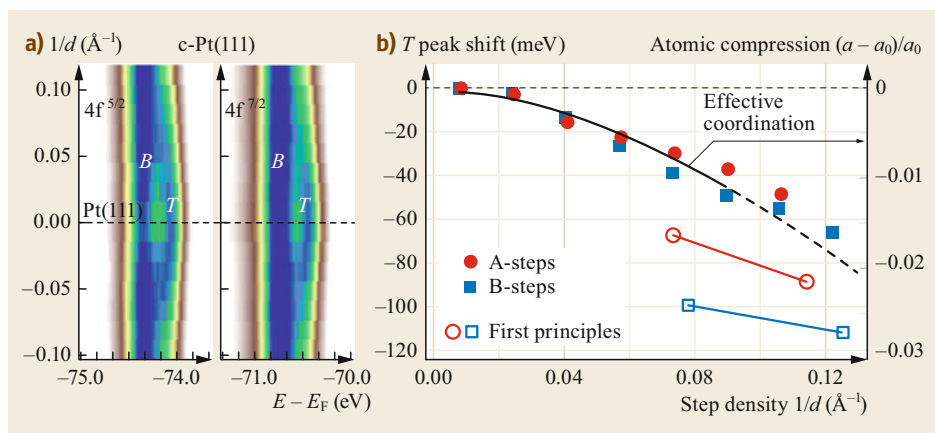 a) 1/d (Å⁻¹) c-Pt(111)
0.10
0.05
0.00
−0.05
−0.10
4f 5/2
4f 7/2
B
B
Pt(111)
T
T
−75.0 −74.0 −71.0 −70.0
E – E_F (eV)
b) T peak shift (meV) Atomic compression (a – a₀)/a₀
0
−20
−40
−60
−80
−100
−120
0
−0.01
−0.02
−0.03
Effective
coordination
A-steps
B-steps
First principles
0.00 0.04 0.08 0.12
Step density 1/d (Å⁻¹)